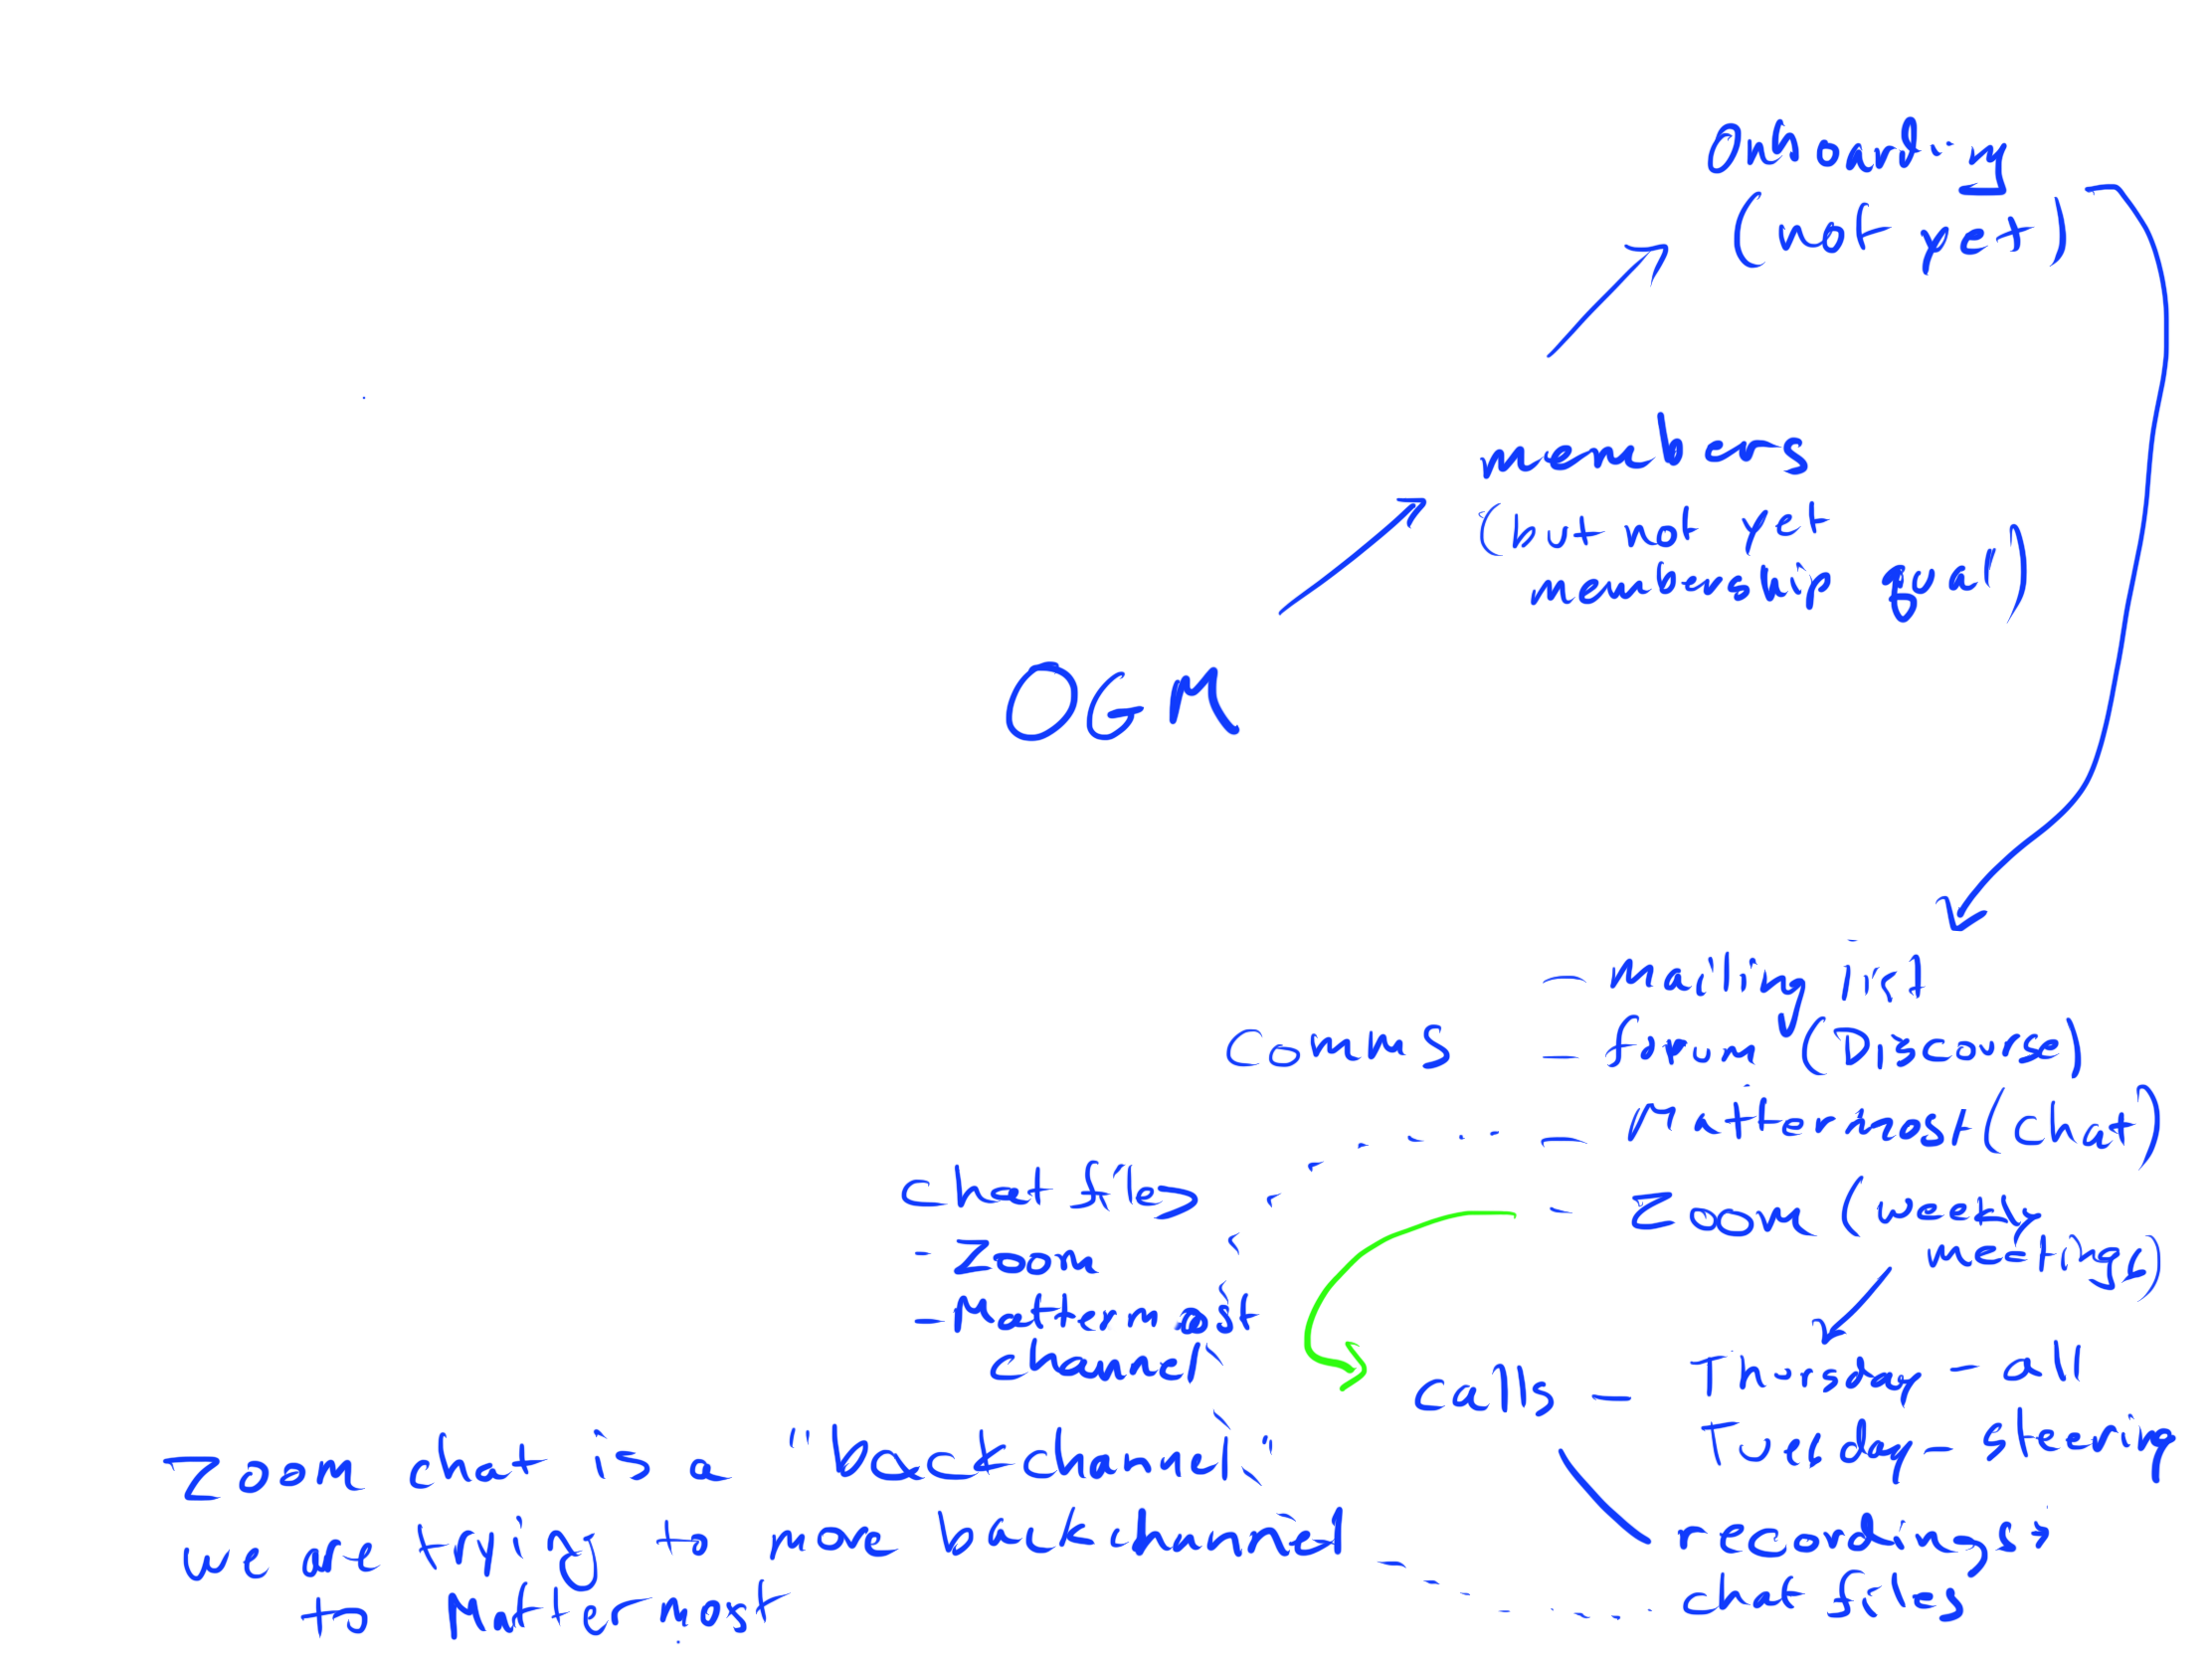 Onboarding
(not yet)
members
(but not yet
membership goal)
OGM
- mailing list
Comms - forum (Discourse)
- Mattermost (Chat)
- Zoom (weekly
meetings)
Chat files
- Zoom
- Mattermost
channel
Calls - Thursday - all
Tuesday - steering
recordings +
chat files
Zoom chat is a "backchannel"
we are trying to move backchannel
to Mattermost